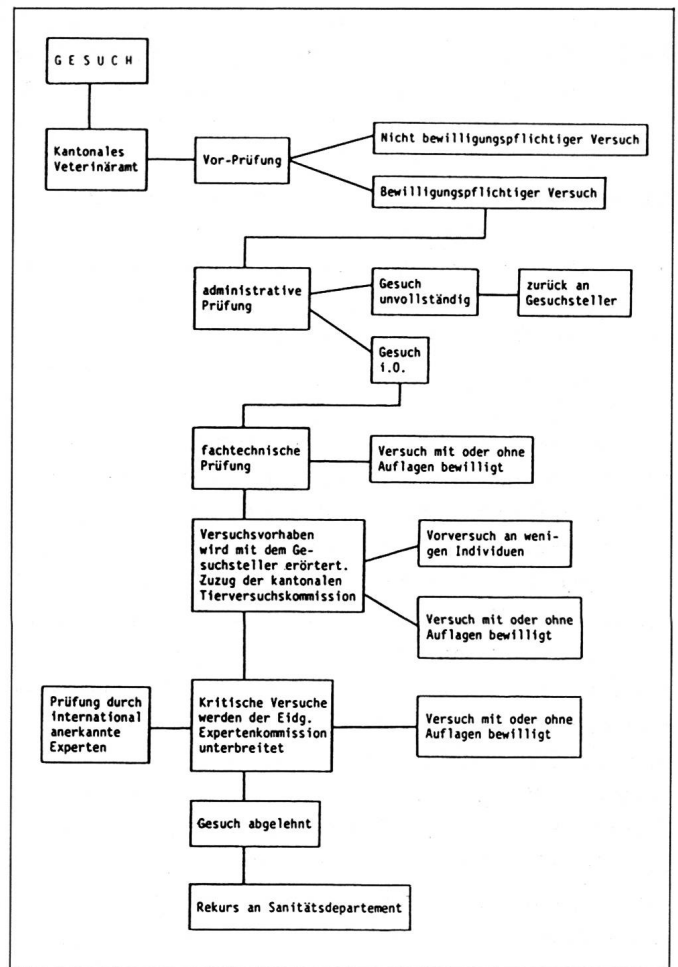 G E S U C H
Kantonales
Veterinäramt
Vor-Prüfung
Nicht bewilligungspflichtiger Versuch
Bewilligungspflichtiger Versuch
administrative
Prüfung
Gesuch
unvollständig
zurück an
Gesuchsteller
Gesuch
i.O.
fachtechnische
Prüfung
Versuch mit oder ohne
Auflagen bewilligt
Versuchsvorhaben
wird mit dem Ge-
suchsteller erörtert.
Zuzug der kantonalen
Tierversuchskommission
Vorversuch an weni-
gen Individuen
Versuch mit oder ohne
Auflagen bewilligt
Prüfung durch
international
anerkannte
Experten
Kritische Versuche
werden der Eidg.
Expertenkommission
unterbreitet
Versuch mit oder ohne
Auflagen bewilligt
Gesuch abgelehnt
Rekurs an Sanitätsdepartement